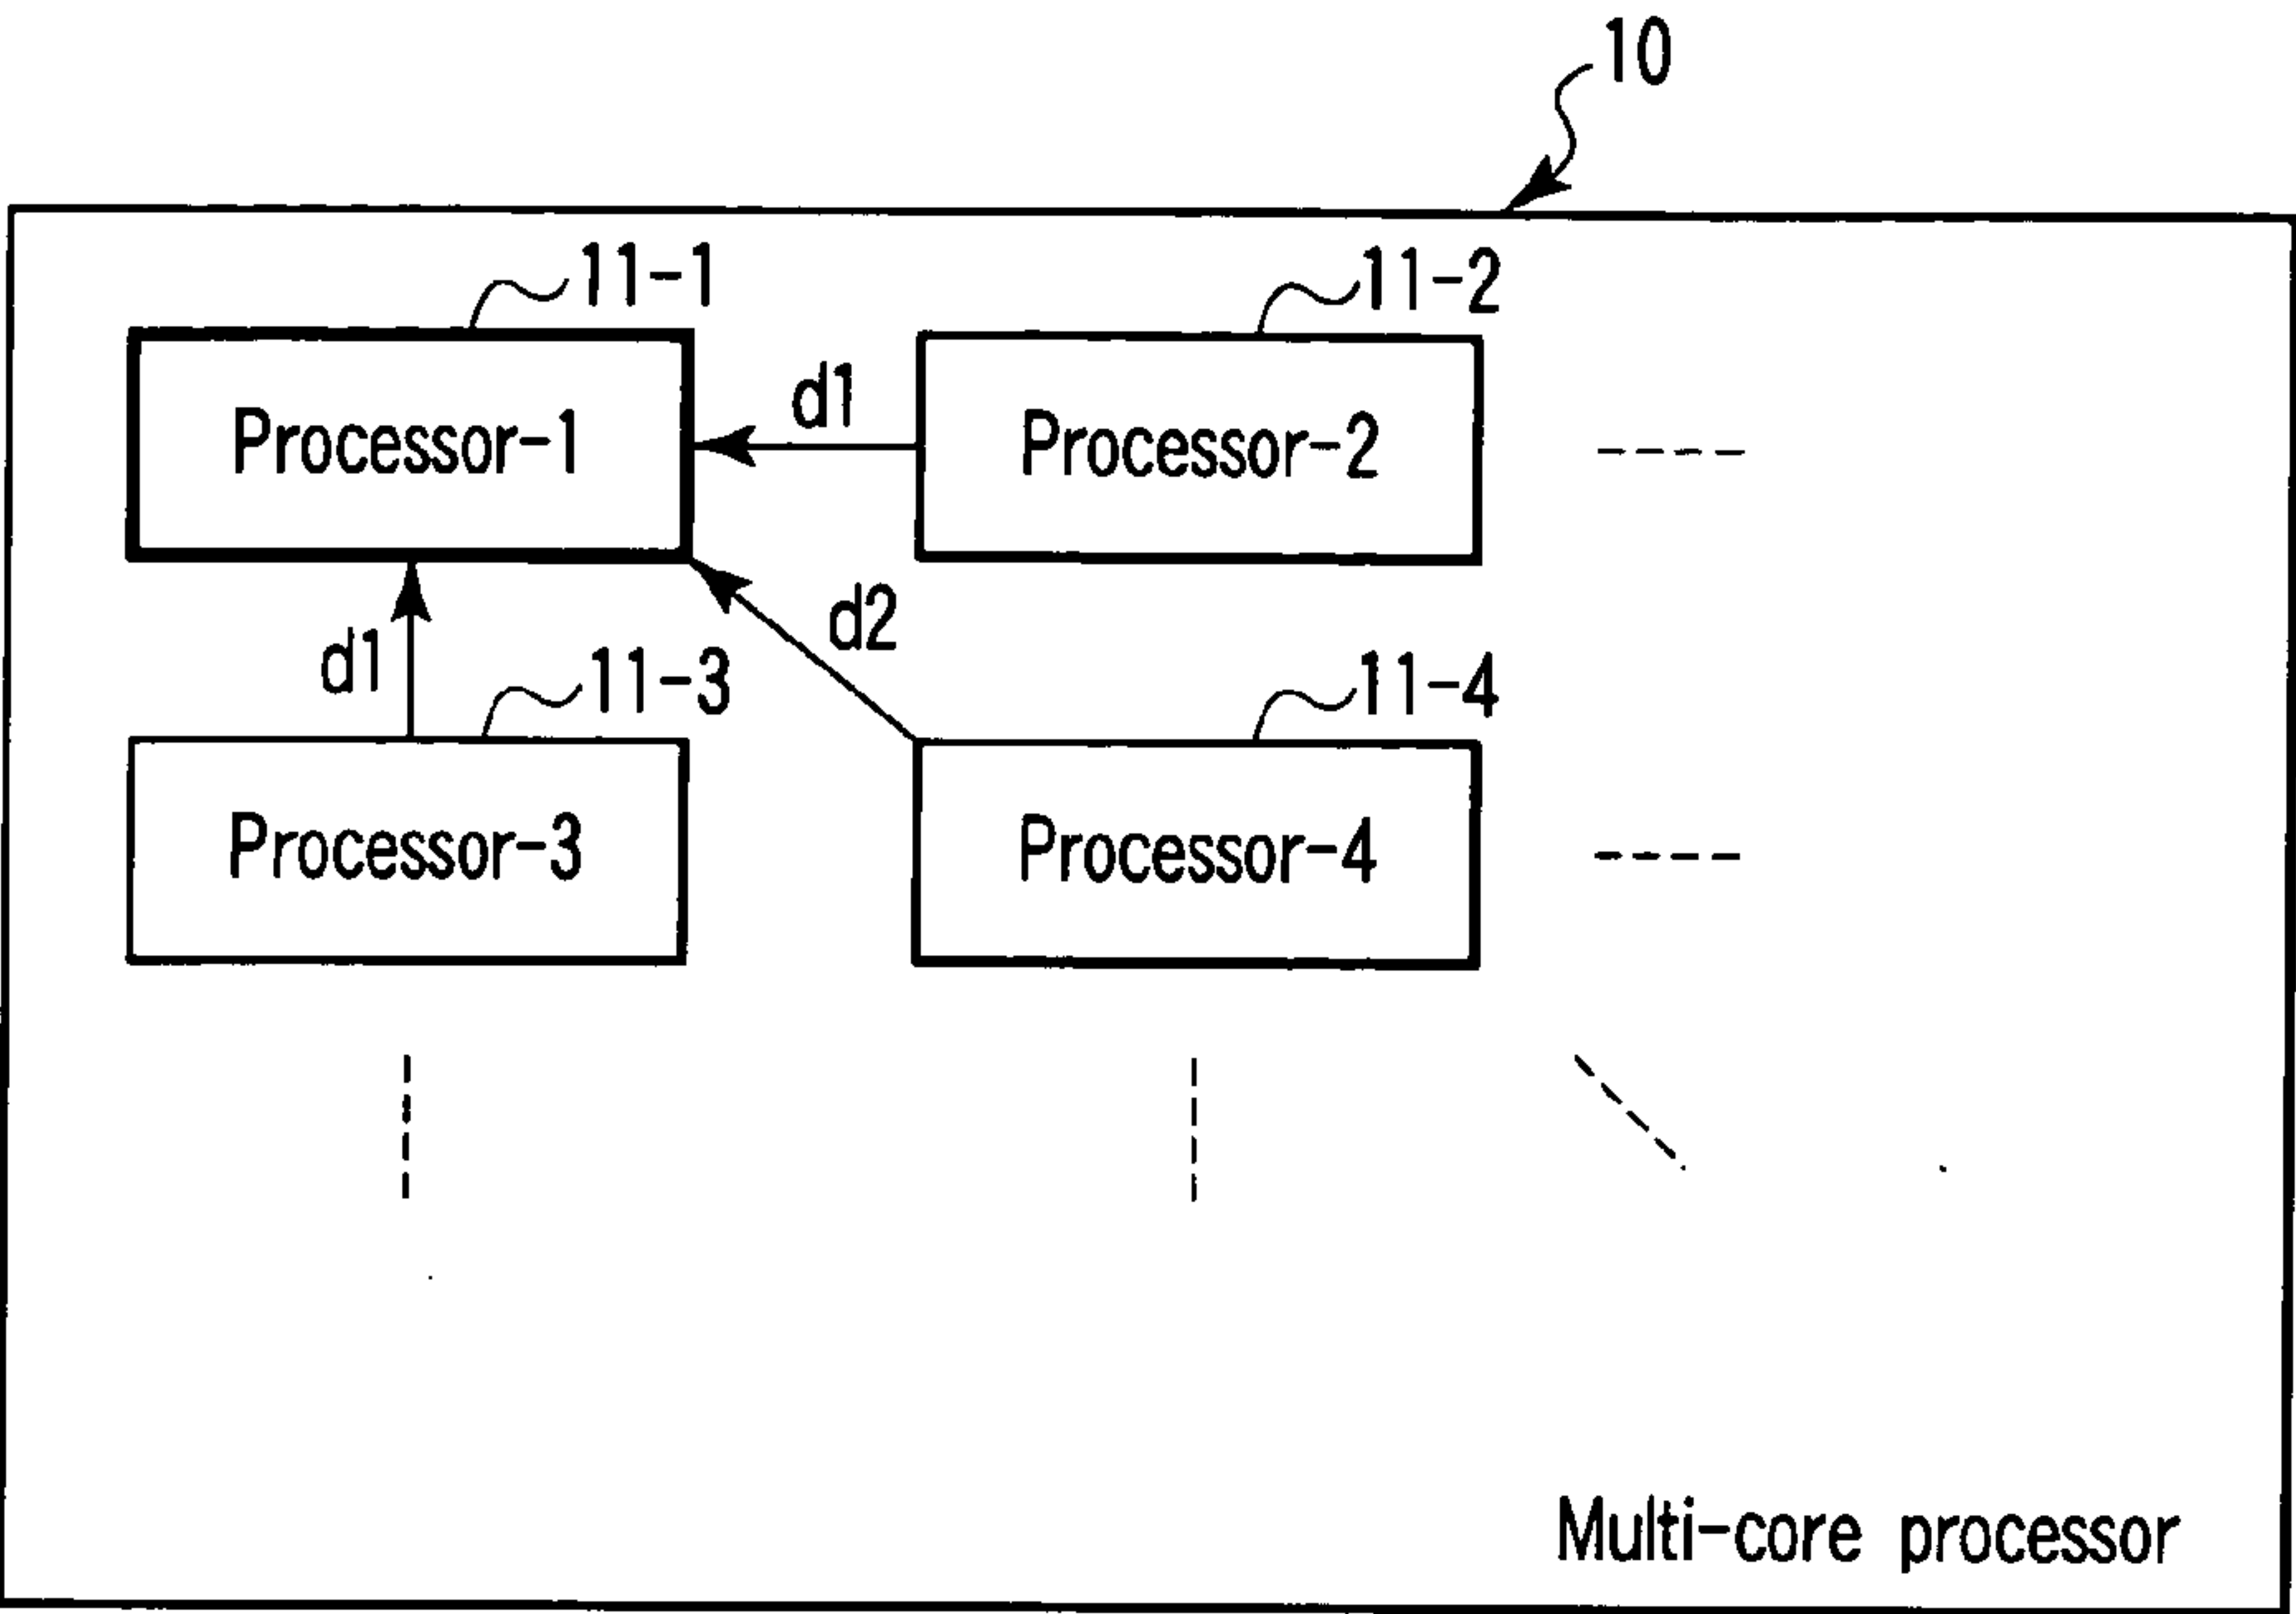 10
11-1
11-2
Processor-1
d1
Processor-2
d1
d2
11-3
11-4
Processor-3
Processor-4
Multi-core processor